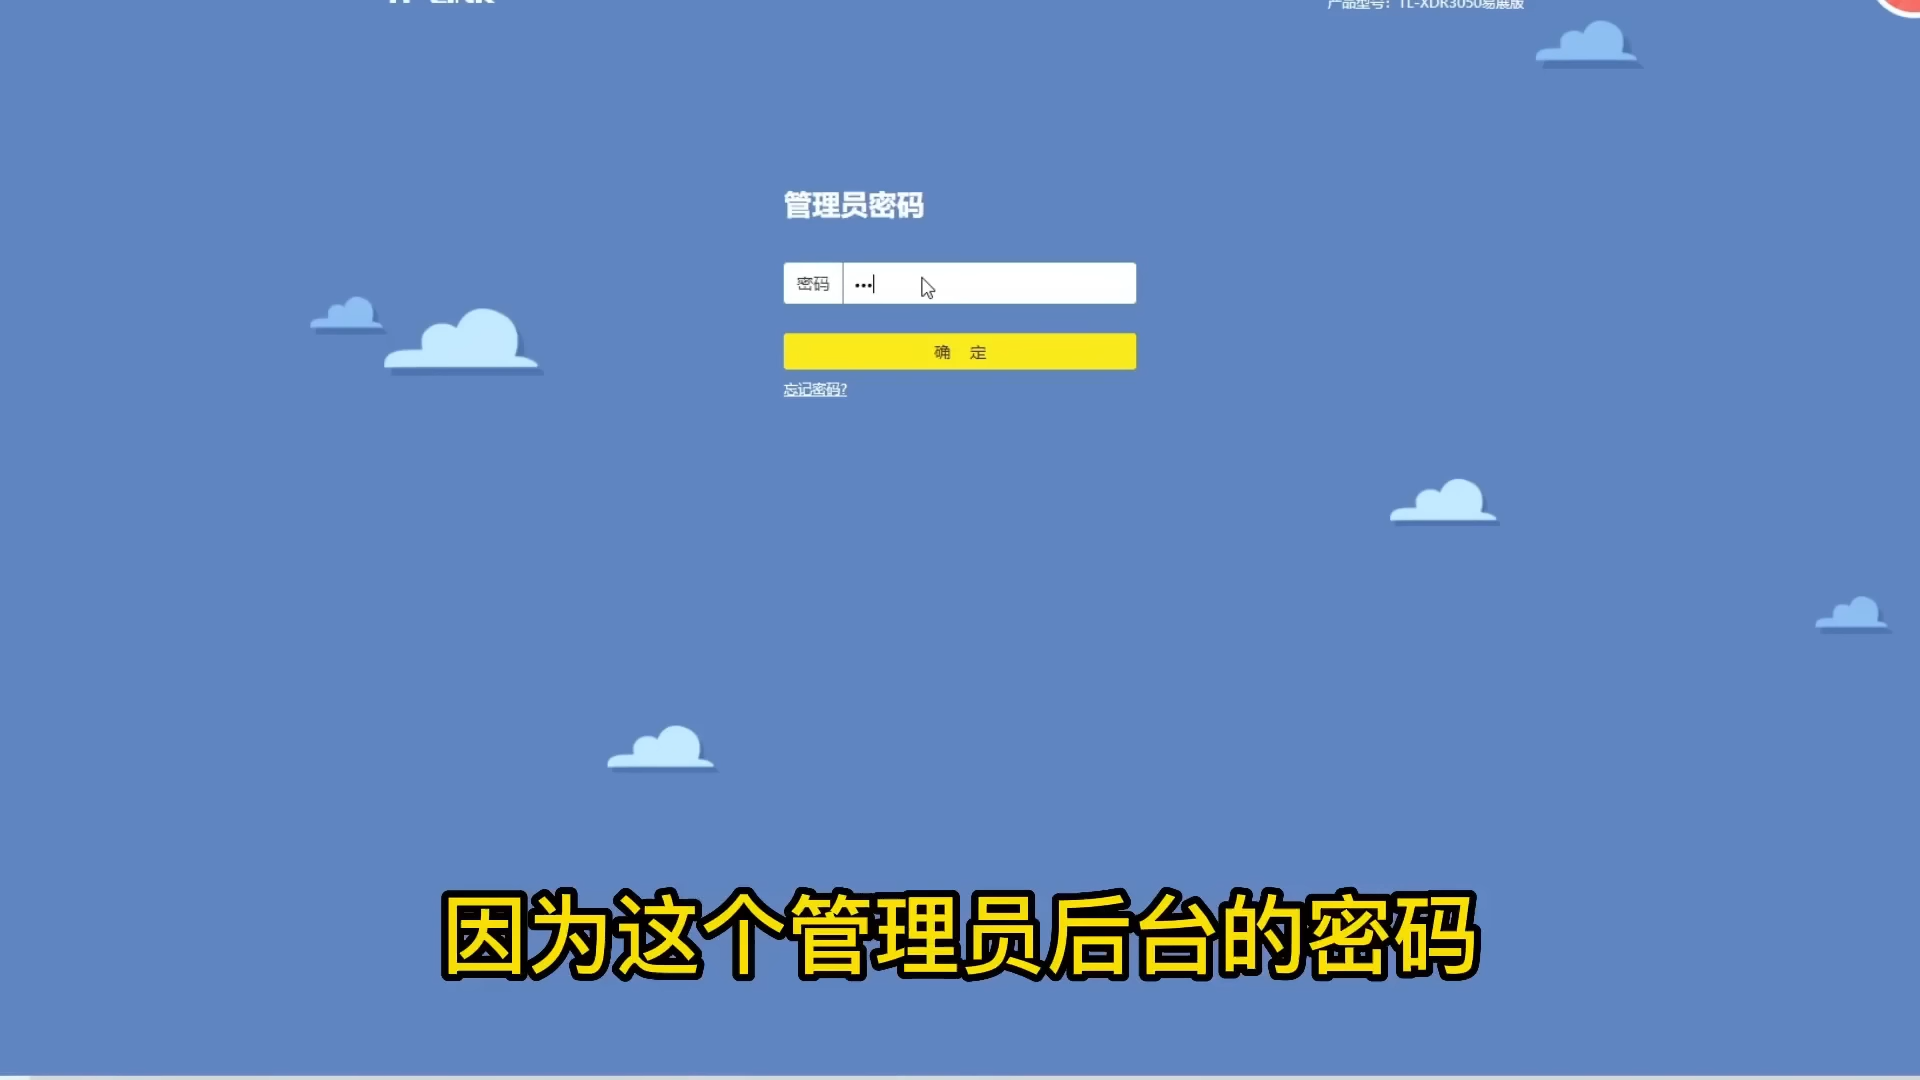 产品型号：TL-XDR3050易展版
管理员密码
密码 •••
确 定
忘记密码?
因为这个管理员后台的密码